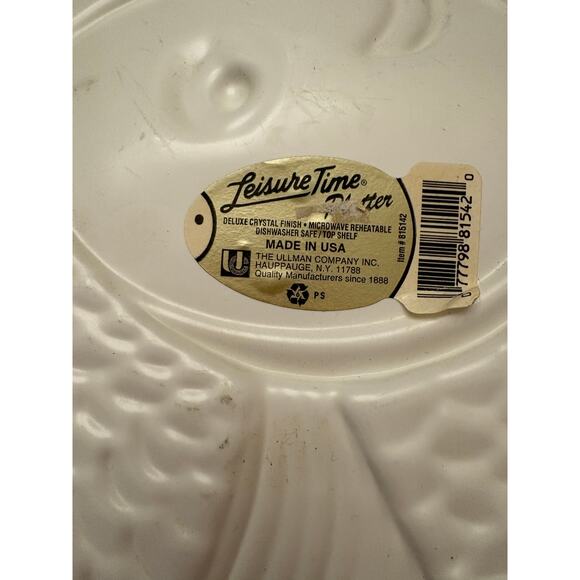 Leisure Time®
Platter
DELUXE CRYSTAL FINISH • MICROWAVE REHEATABLE
DISHWASHER SAFE/TOP SHELF
MADE IN USA
THE ULLMAN COMPANY INC.
HAUPPAUGE, N.Y. 11788
Quality Manufacturers since 1888
U
6 PS
Item # 815142
0 77798 81542 0